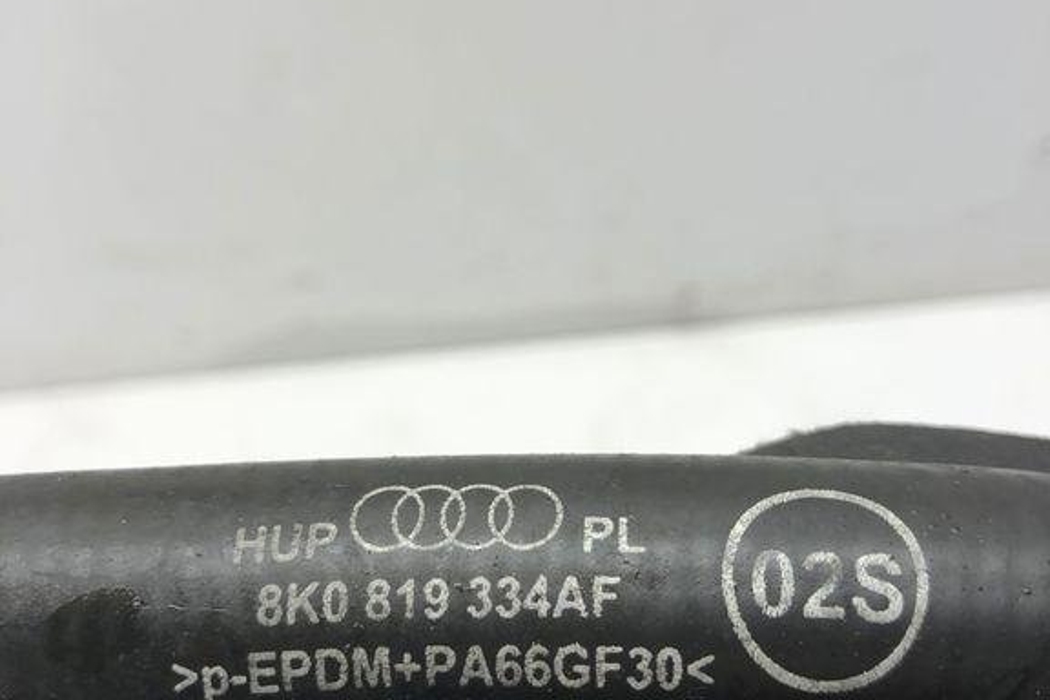 HUP PL
8K0 819 334AF
>p-EPDM+PA66GF30<
02S